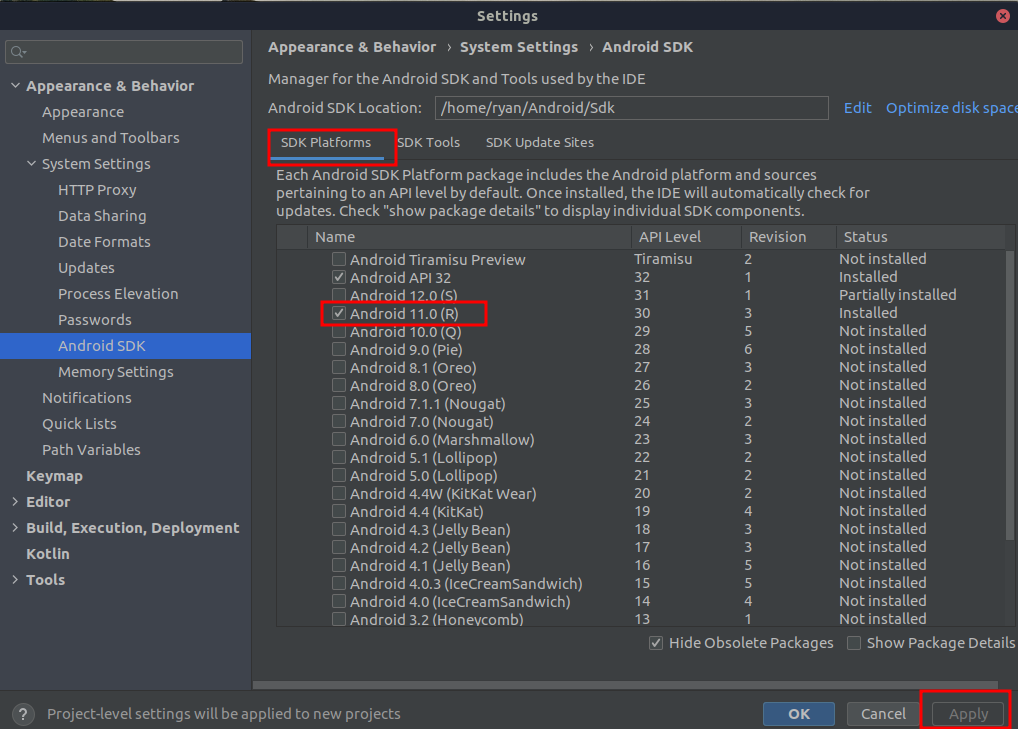 Settings
Appearance & Behavior › System Settings › Android SDK
Manager for the Android SDK and Tools used by the IDE
Android SDK Location: /home/ryan/Android/Sdk Edit Optimize disk space
SDK Platforms SDK Tools SDK Update Sites
Each Android SDK Platform package includes the Android platform and sources
pertaining to an API level by default. Once installed, the IDE will automatically check for
updates. Check "show package details" to display individual SDK components.
Name API Level Revision Status
Android Tiramisu Preview Tiramisu 2 Not installed
Android API 32 32 1 Installed
Android 12.0 (S) 31 1 Partially installed
Android 11.0 (R) 30 3 Installed
Android 10.0 (Q) 29 5 Not installed
Android 9.0 (Pie) 28 6 Not installed
Android 8.1 (Oreo) 27 3 Not installed
Android 8.0 (Oreo) 26 2 Not installed
Android 7.1.1 (Nougat) 25 3 Not installed
Android 7.0 (Nougat) 24 2 Not installed
Android 6.0 (Marshmallow) 23 3 Not installed
Android 5.1 (Lollipop) 22 2 Not installed
Android 5.0 (Lollipop) 21 2 Not installed
Android 4.4W (KitKat Wear) 20 2 Not installed
Android 4.4 (KitKat) 19 4 Not installed
Android 4.3 (Jelly Bean) 18 3 Not installed
Android 4.2 (Jelly Bean) 17 3 Not installed
Android 4.1 (Jelly Bean) 16 5 Not installed
Android 4.0.3 (IceCreamSandwich) 15 5 Not installed
Android 4.0 (IceCreamSandwich) 14 4 Not installed
Android 3.2 (Honeycomb) 13 1 Not installed
Hide Obsolete Packages Show Package Details
Appearance & Behavior
Appearance
Menus and Toolbars
System Settings
HTTP Proxy
Data Sharing
Date Formats
Updates
Process Elevation
Passwords
Android SDK
Memory Settings
Notifications
Quick Lists
Path Variables
Keymap
Editor
Build, Execution, Deployment
Kotlin
Tools
? Project-level settings will be applied to new projects
OK Cancel Apply